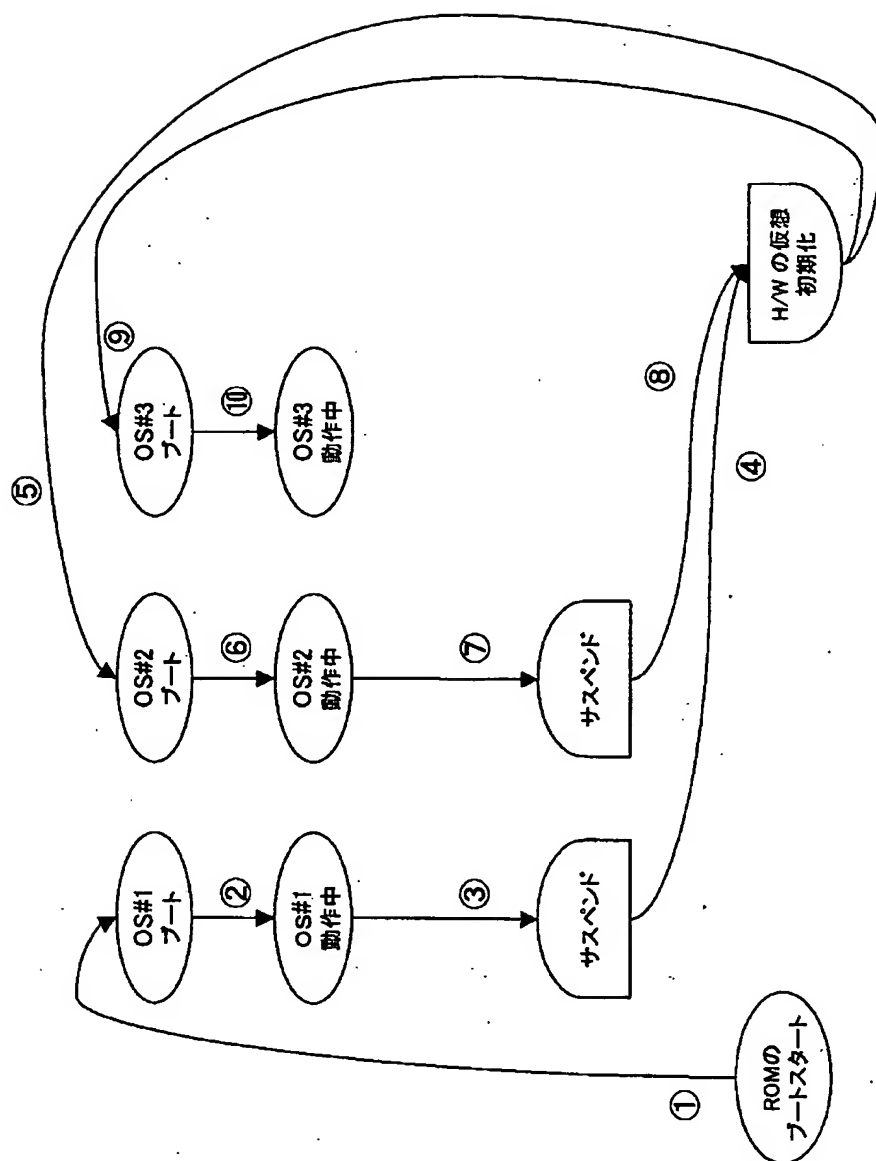 ①
ROMの
ブートスタート
OS#1
ブート
②
OS#1
動作中
③
サスペンド
④
⑤
OS#2
ブート
⑥
OS#2
動作中
⑦
サスペンド
⑧
H/Wの仮想
初期化
⑨
OS#3
ブート
⑩
OS#3
動作中